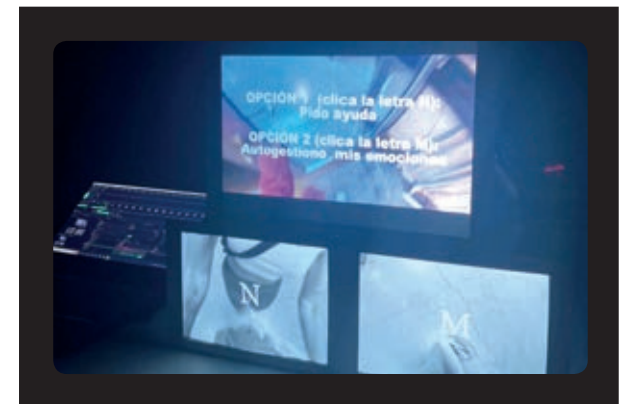 OPCIÓN 1 (clica la letra N):
Pido ayuda
OPCIÓN 2 (clica la letra M):
Autogestiono mis emociones
N
M